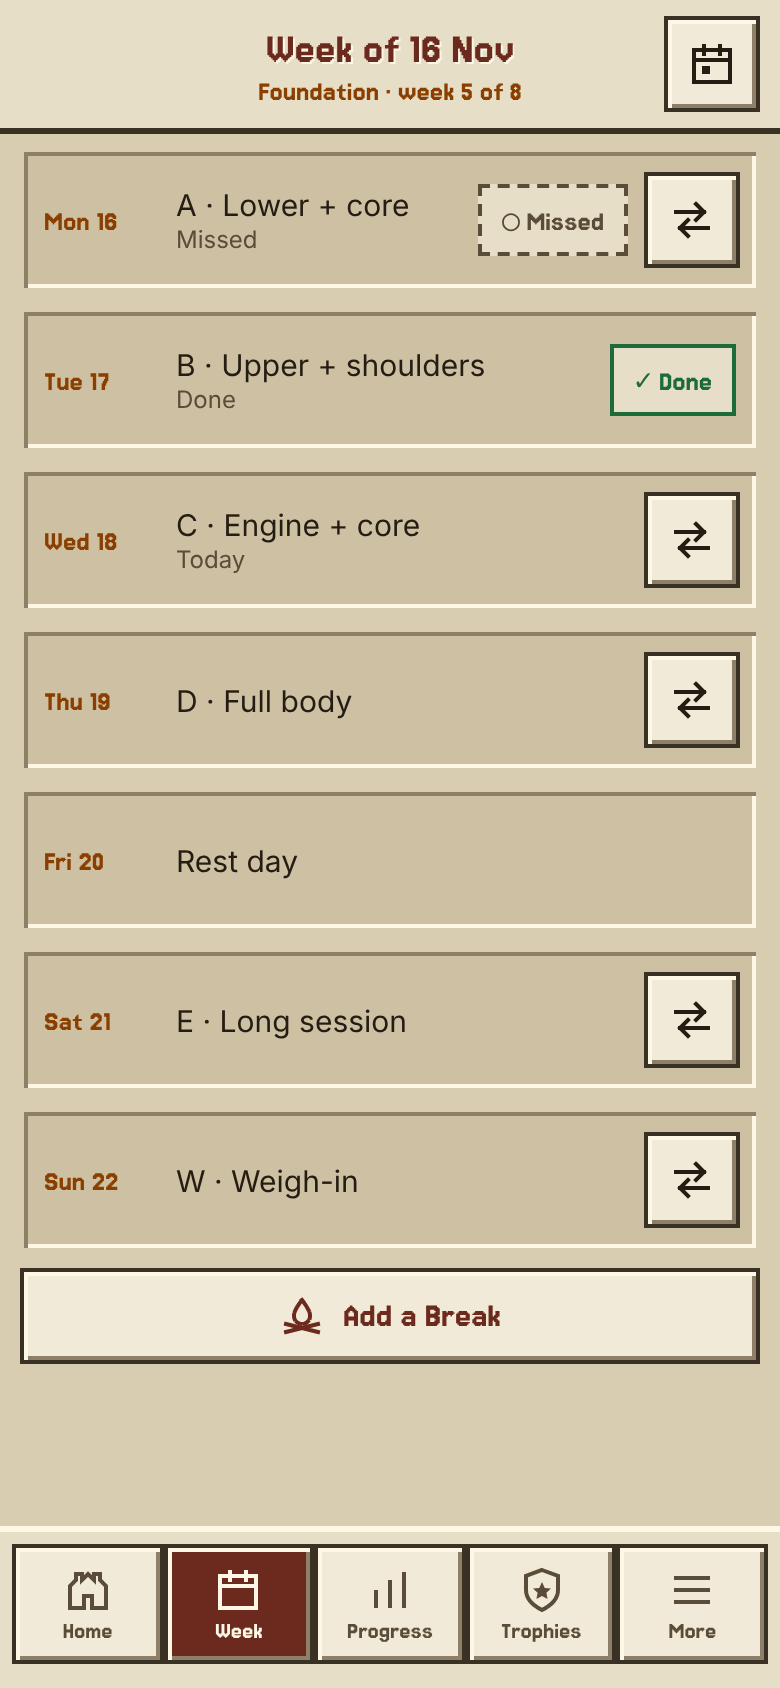 Week of 16 Nov
Foundation · week 5 of 8
Mon 16
A · Lower + core
Missed
○ Missed
Tue 17
B · Upper + shoulders
Done
✓ Done
Wed 18
C · Engine + core
Today
Thu 19
D · Full body
Fri 20
Rest day
Sat 21
E · Long session
Sun 22
W · Weigh-in
Add a Break
Home
Week
Progress
Trophies
More